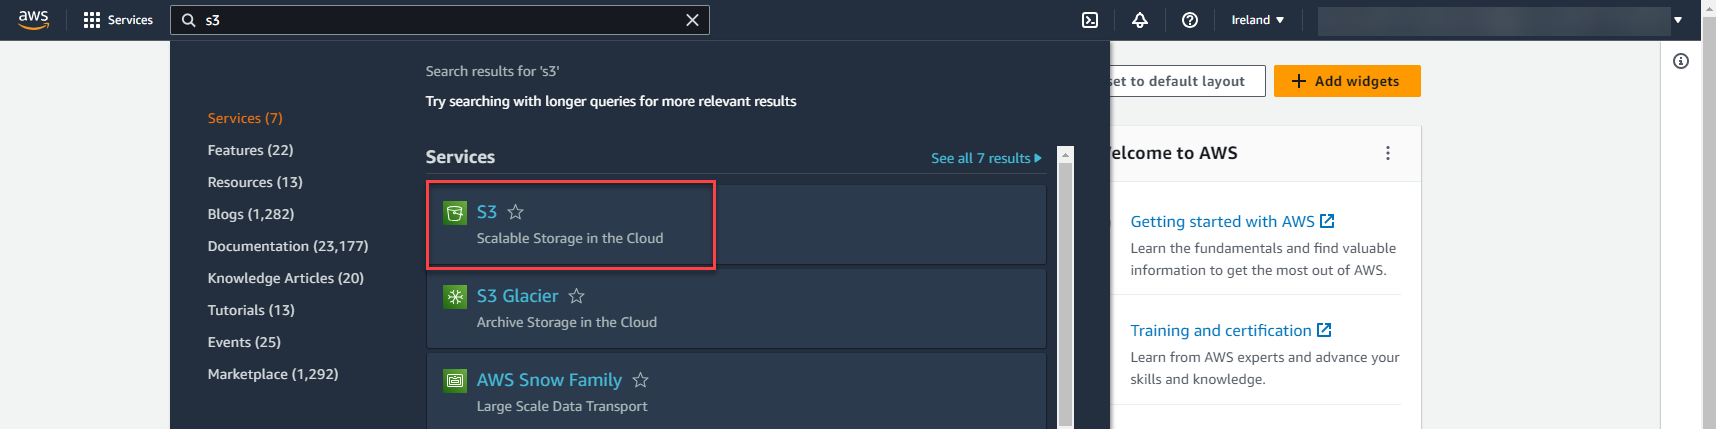 aws
Services
s3
Ireland
Search results for 's3'
Try searching with longer queries for more relevant results
Services (7)
Features (22)
Resources (13)
Blogs (1,282)
Documentation (23,177)
Knowledge Articles (20)
Tutorials (13)
Events (25)
Marketplace (1,292)
Services
See all 7 results
S3
Scalable Storage in the Cloud
S3 Glacier
Archive Storage in the Cloud
AWS Snow Family
Large Scale Data Transport
set to default layout
Add widgets
elcome to AWS
Getting started with AWS
Learn the fundamentals and find valuable
information to get the most out of AWS.
Training and certification
Learn from AWS experts and advance your
skills and knowledge.